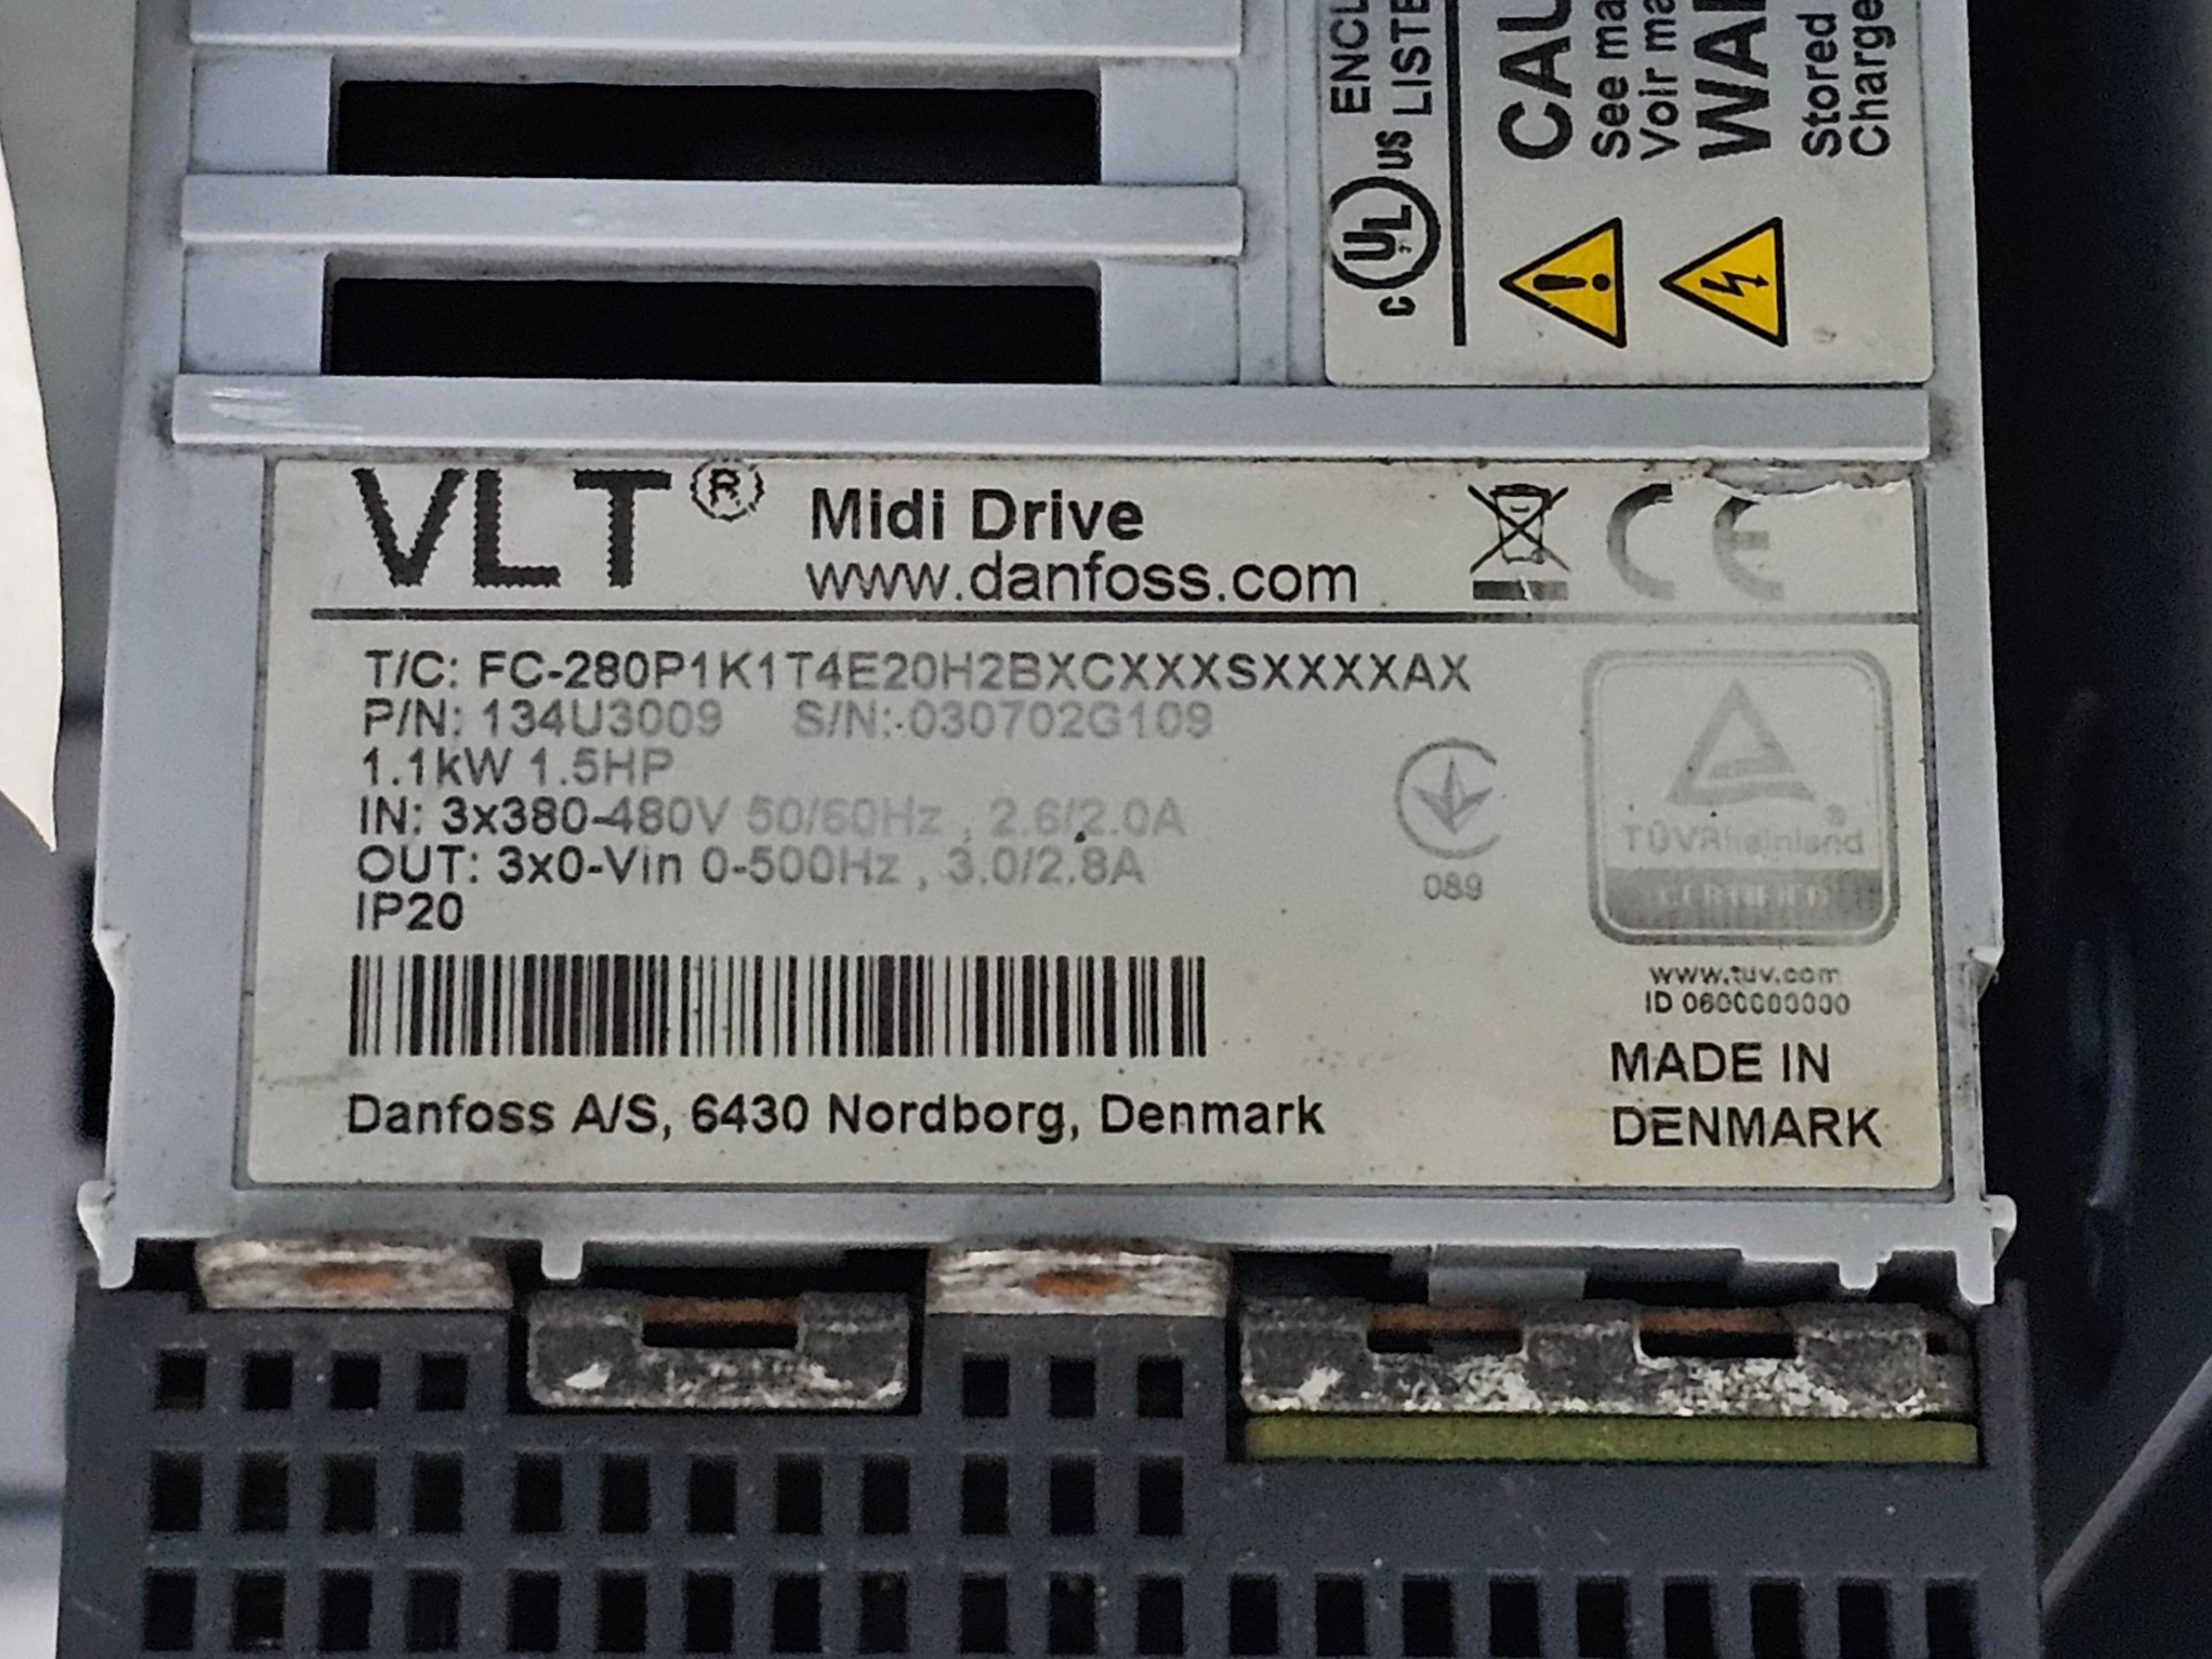 ENCL
LISTE
c UL US
CAU
See ma
Voir ma
WAR
Stored
Charge
VLT® Midi Drive
www.danfoss.com
CE
T/C: FC-280P1K1T4E20H2BXCXXXSXXXXAX
P/N: 134U3009 S/N: 030702G109
1.1kW 1.5HP
IN: 3x380-480V 50/60Hz , 2.6/2.0A
OUT: 3x0-Vin 0-500Hz , 3.0/2.8A
IP20
089
TÜVRheinland®
CERTIFIED
www.tuv.com
ID 0600000000
MADE IN
DENMARK
Danfoss A/S, 6430 Nordborg, Denmark